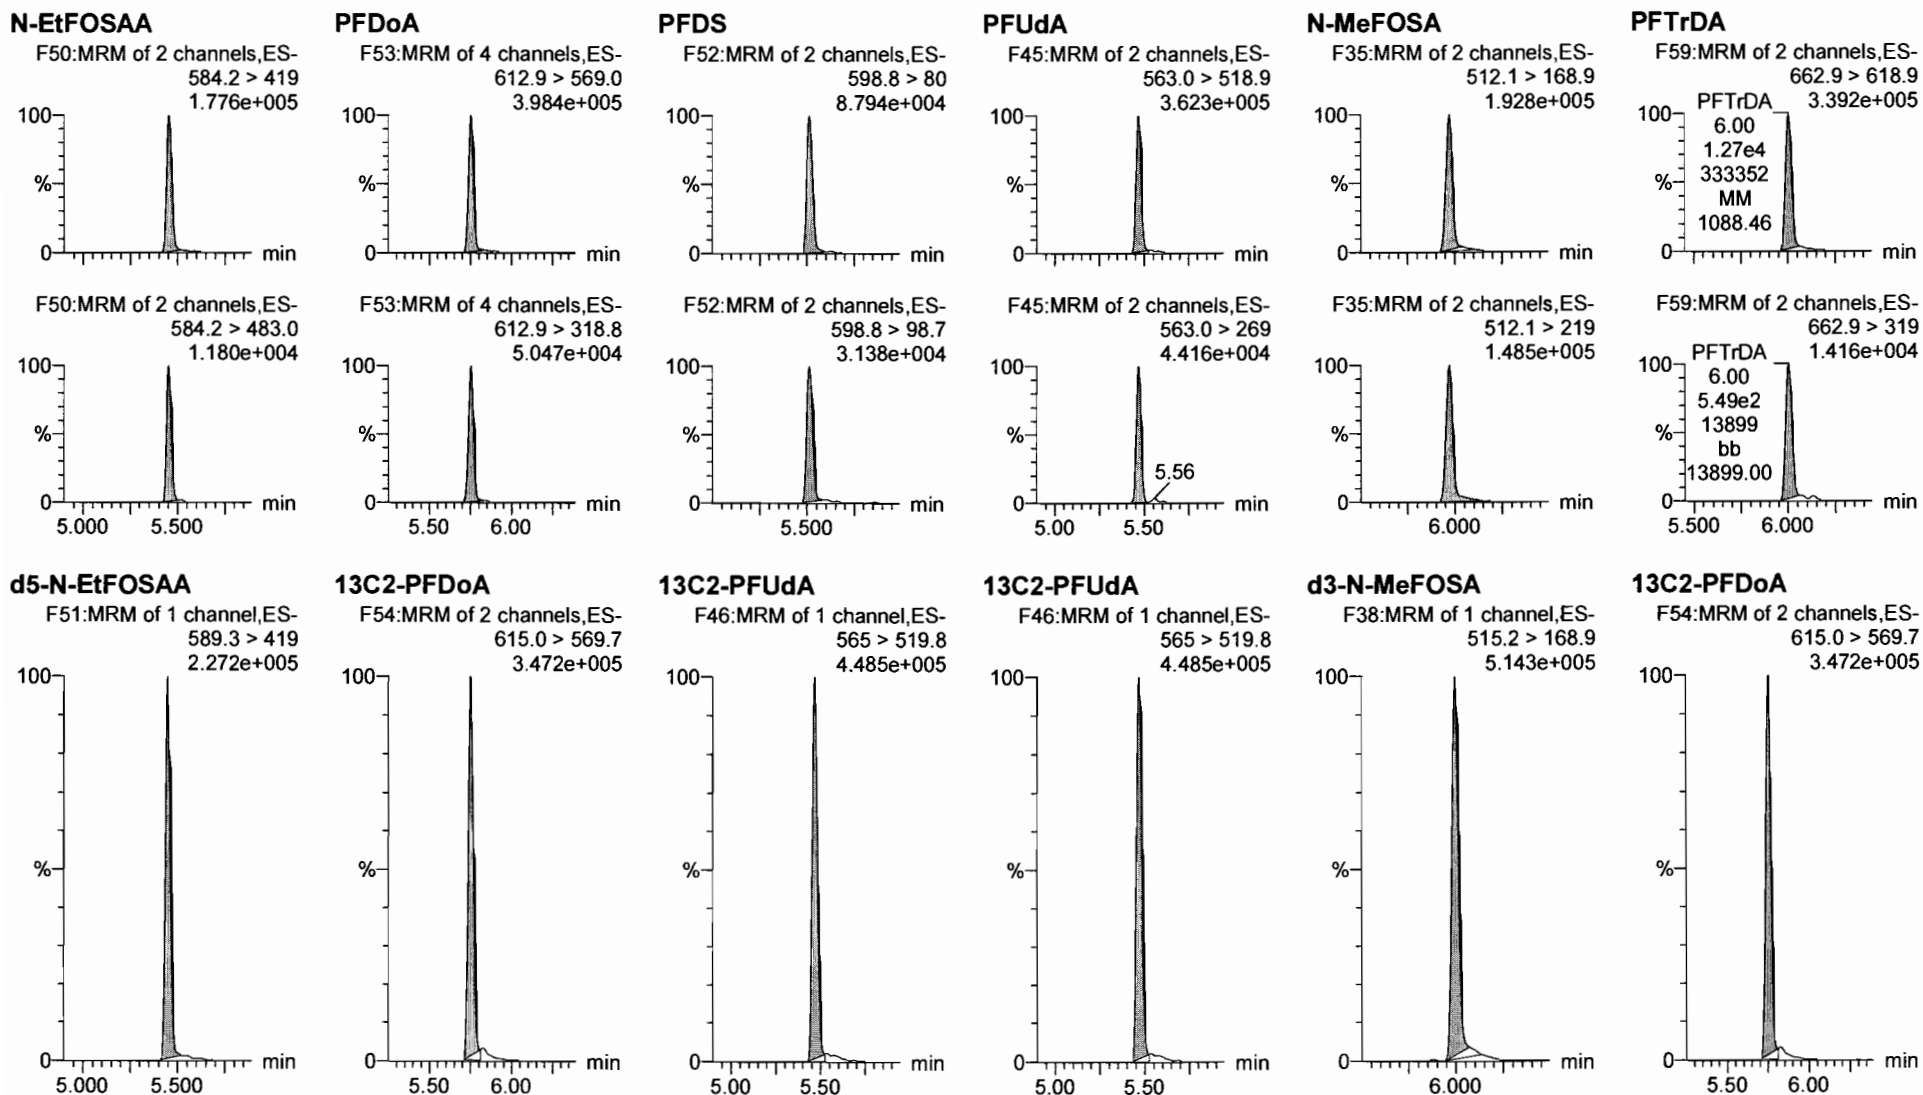 N-EtFOSAA
F50:MRM of 2 channels,ES-
584.2 > 419
1.776e+005
100
%
0
min
F50:MRM of 2 channels,ES-
584.2 > 483.0
1.180e+004
100
%
0
min
5.000 5.500
d5-N-EtFOSAA
F51:MRM of 1 channel,ES-
589.3 > 419
2.272e+005
100
%
0
min
5.000 5.500
PFDoA
F53:MRM of 4 channels,ES-
612.9 > 569.0
3.984e+005
100
%
0
min
F53:MRM of 4 channels,ES-
612.9 > 318.8
5.047e+004
100
%
0
min
5.50 6.00
13C2-PFDoA
F54:MRM of 2 channels,ES-
615.0 > 569.7
3.472e+005
100
%
0
min
5.50 6.00
PFDS
F52:MRM of 2 channels,ES-
598.8 > 80
8.794e+004
100
%
0
min
F52:MRM of 2 channels,ES-
598.8 > 98.7
3.138e+004
100
%
0
min
5.500
13C2-PFUdA
F46:MRM of 1 channel,ES-
565 > 519.8
4.485e+005
100
%
0
min
5.00 5.50
PFUdA
F45:MRM of 2 channels,ES-
563.0 > 518.9
3.623e+005
100
%
0
min
F45:MRM of 2 channels,ES-
563.0 > 269
4.416e+004
100
%
5.56
0
min
5.00 5.50
13C2-PFUdA
F46:MRM of 1 channel,ES-
565 > 519.8
4.485e+005
100
%
0
min
5.00 5.50
N-MeFOSA
F35:MRM of 2 channels,ES-
512.1 > 168.9
1.928e+005
100
%
0
min
F35:MRM of 2 channels,ES-
512.1 > 219
1.485e+005
100
%
0
min
6.000
d3-N-MeFOSA
F38:MRM of 1 channel,ES-
515.2 > 168.9
5.143e+005
100
%
0
min
6.000
PFTrDA
F59:MRM of 2 channels,ES-
662.9 > 618.9
3.392e+005
100
PFTrDA
6.00
1.27e4
333352
MM
1088.46
%
0
min
F59:MRM of 2 channels,ES-
662.9 > 319
1.416e+004
100
PFTrDA
6.00
5.49e2
13899
bb
13899.00
%
0
min
5.500 6.000
13C2-PFDoA
F54:MRM of 2 channels,ES-
615.0 > 569.7
3.472e+005
100
%
0
min
5.50 6.00